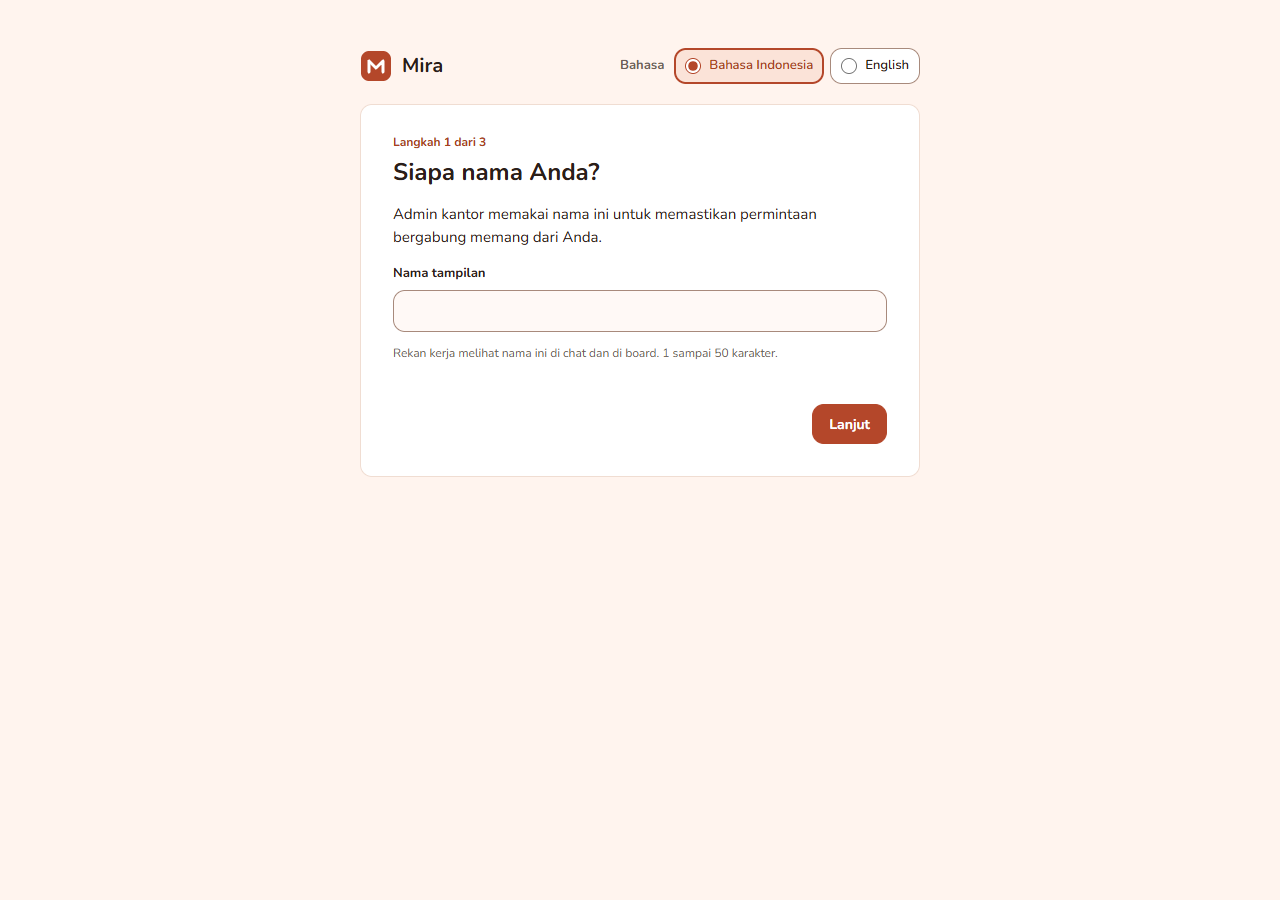 Mira
Bahasa
Bahasa Indonesia
English
Langkah 1 dari 3
Siapa nama Anda?
Admin kantor memakai nama ini untuk memastikan permintaan
bergabung memang dari Anda.
Nama tampilan
Rekan kerja melihat nama ini di chat dan di board. 1 sampai 50 karakter.
Lanjut